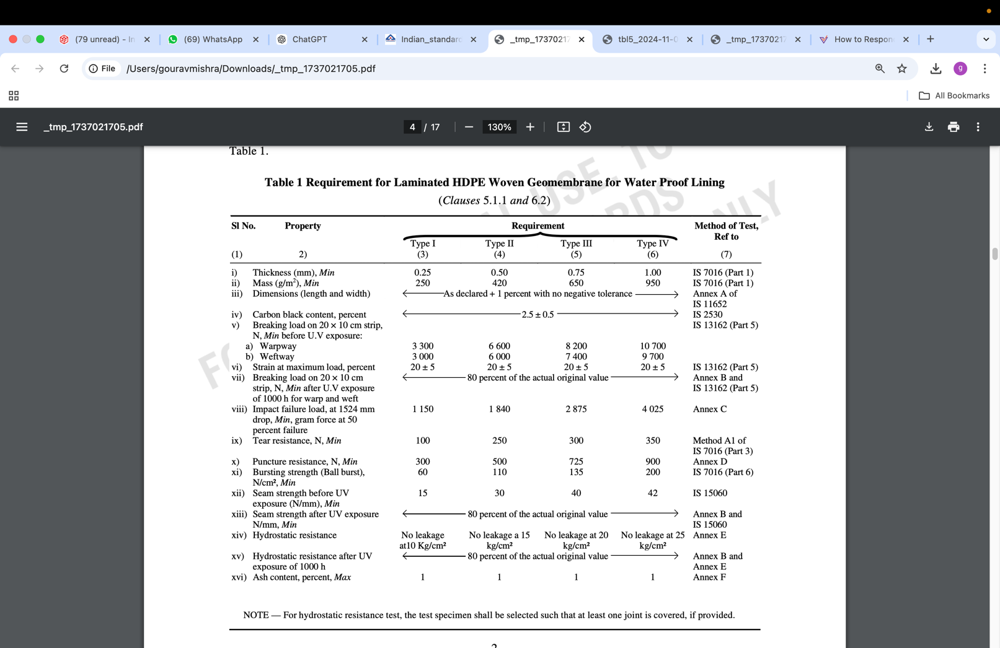 (79 unread) - In
(69) WhatsApp
ChatGPT
Indian_standard
_tmp_17370217
tbl5_2024-11-0
_tmp_17370217
How to Respon
File /Users/gouravmishra/Downloads/_tmp_1737021705.pdf
g
All Bookmarks
_tmp_1737021705.pdf 4 / 17 130%
Table 1.
Table 1 Requirement for Laminated HDPE Woven Geomembrane for Water Proof Lining
(Clauses 5.1.1 and 6.2)
Sl No. Property Requirement Method of Test,
Ref to
Type I Type II Type III Type IV
(1) 2) (3) (4) (5) (6) (7)
i) Thickness (mm), Min 0.25 0.50 0.75 1.00 IS 7016 (Part 1)
ii) Mass (g/m²), Min 250 420 650 950 IS 7016 (Part 1)
iii) Dimensions (length and width) As declared + 1 percent with no negative tolerance Annex A of
IS 11652
iv) Carbon black content, percent 2.5 ± 0.5 IS 2530
v) Breaking load on 20 × 10 cm strip, IS 13162 (Part 5)
N, Min before U.V exposure:
a) Warpway 3 300 6 600 8 200 10 700
b) Weftway 3 000 6 000 7 400 9 700
vi) Strain at maximum load, percent 20 ± 5 20 ± 5 20 ± 5 20 ± 5 IS 13162 (Part 5)
vii) Breaking load on 20 × 10 cm 80 percent of the actual original value Annex B and
strip, N, Min after U.V exposure IS 13162 (Part 5)
of 1000 h for warp and weft
viii) Impact failure load, at 1524 mm 1 150 1 840 2 875 4 025 Annex C
drop, Min, gram force at 50
percent failure
ix) Tear resistance, N, Min 100 250 300 350 Method A1 of
IS 7016 (Part 3)
x) Puncture resistance, N, Min 300 500 725 900 Annex D
xi) Bursting strength (Ball burst), 60 110 135 200 IS 7016 (Part 6)
N/cm², Min
xii) Seam strength before UV 15 30 40 42 IS 15060
exposure (N/mm), Min
xiii) Seam strength after UV exposure 80 percent of the actual original value Annex B and
N/mm, Min IS 15060
xiv) Hydrostatic resistance No leakage No leakage a 15 No leakage at 20 No leakage at 25 Annex E
at10 Kg/cm² kg/cm² kg/cm² kg/cm²
xv) Hydrostatic resistance after UV 80 percent of the actual original value Annex B and
exposure of 1000 h Annex E
xvi) Ash content, percent, Max 1 1 1 1 Annex F
NOTE — For hydrostatic resistance test, the test specimen shall be selected such that at least one joint is covered, if provided.